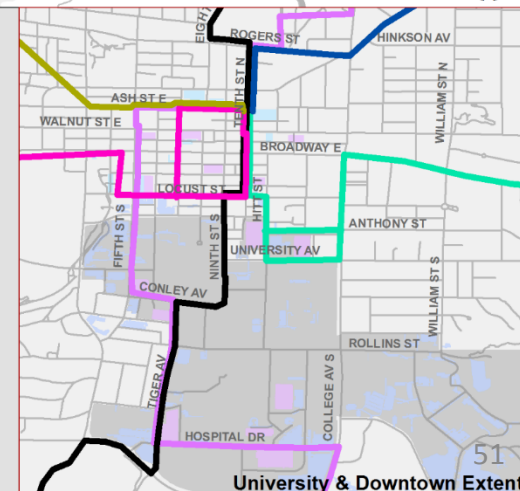 EIGHT
ROGERS ST
HINKSON AV
TENTH ST N
WILLIAM ST N
ASH ST E
WALNUT ST E
BROADWAY E
LOCUST ST
HITT ST
FIFTH ST S
NINTH ST S
ANTHONY ST
UNIVERSITY AV
CONLEY AV
WILLIAM ST S
ROLLINS ST
TIGER AV
COLLEGE AV S
HOSPITAL DR
51
University & Downtown Extent